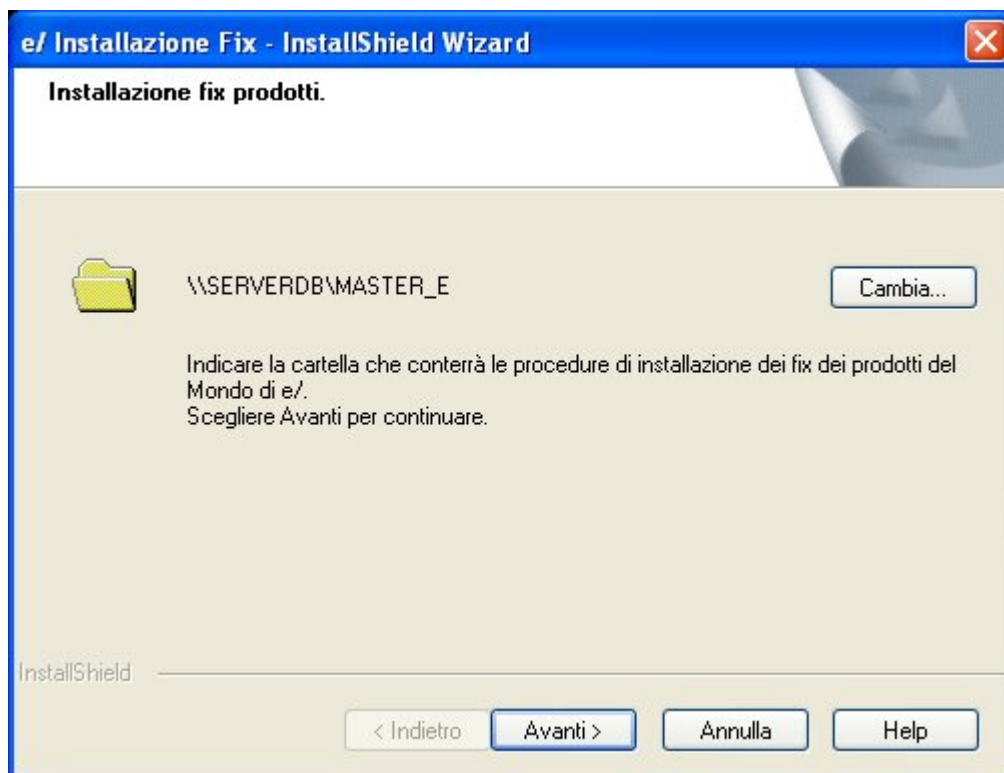 e/ Installazione Fix - InstallShield Wizard
Installazione fix prodotti.
\\SERVERDB\MASTER_E
Cambia...
Indicare la cartella che conterrà le procedure di installazione dei fix dei prodotti del
Mondo di e/.
Scegliere Avanti per continuare.
InstallShield
< Indietro
Avanti >
Annulla
Help